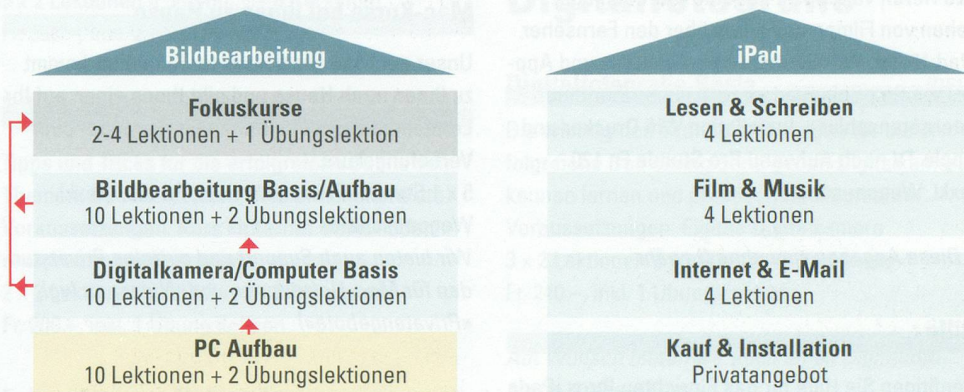 Bildbearbeitung
Fokuskurse
2-4 Lektionen + 1 Übungslektion
Bildbearbeitung Basis/Aufbau
10 Lektionen + 2 Übungslektionen
Digitalkamera/Computer Basis
10 Lektionen + 2 Übungslektionen
PC Aufbau
10 Lektionen + 2 Übungslektionen
iPad
Lesen & Schreiben
4 Lektionen
Film & Musik
4 Lektionen
Internet & E-Mail
4 Lektionen
Kauf & Installation
Privatangebot